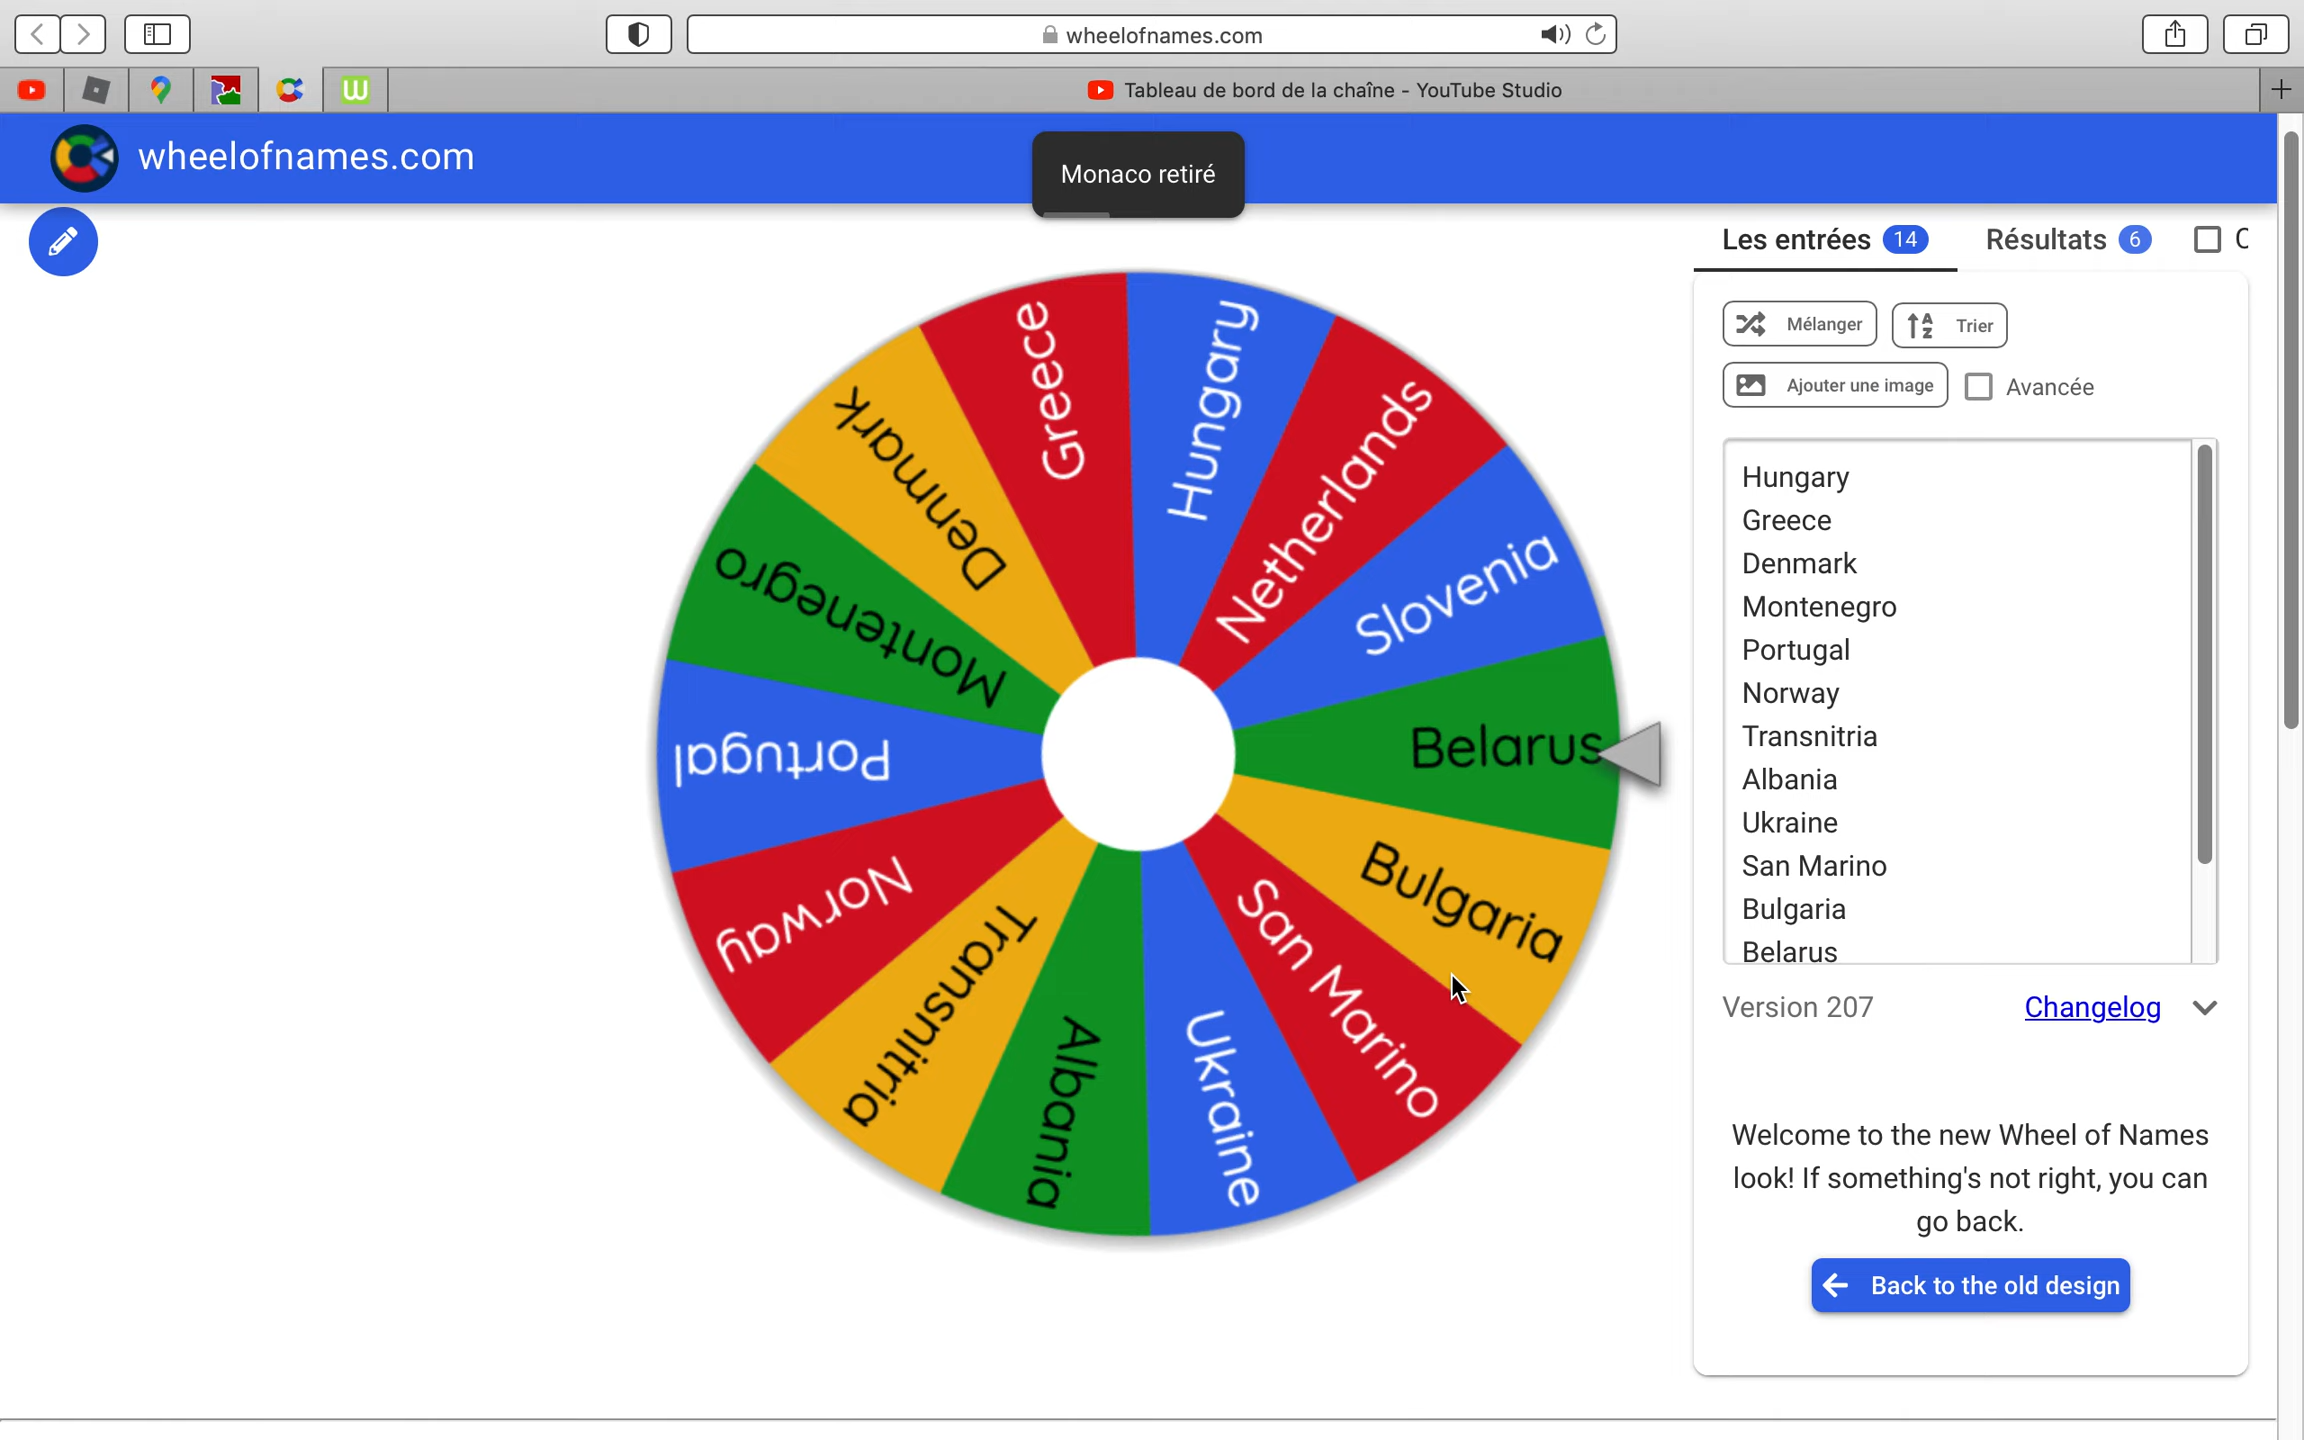 wheelofnames.com
W
Tableau de bord de la chaîne - YouTube Studio
wheelofnames.com
Monaco retiré
Les entrées 14
Résultats 6
C
Mélanger
Trier
Ajouter une image
Avancée
Hungary
Greece
Denmark
Montenegro
Portugal
Norway
Transnitria
Albania
Ukraine
San Marino
Bulgaria
Belarus
Version 207
Changelog
Welcome to the new Wheel of Names
look! If something's not right, you can
go back.
Back to the old design
Greece
Hungary
Netherlands
Slovenia
Belarus
Bulgaria
San Marino
Ukraine
Albania
Transnitria
Norway
Portugal
Montenegro
Denmark